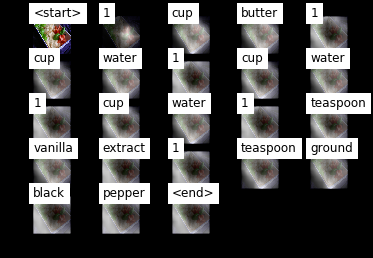 <start> 1 cup butter 1
cup water 1 cup water
1 cup water 1 teaspoon
vanilla extract 1 teaspoon ground
black pepper <end>